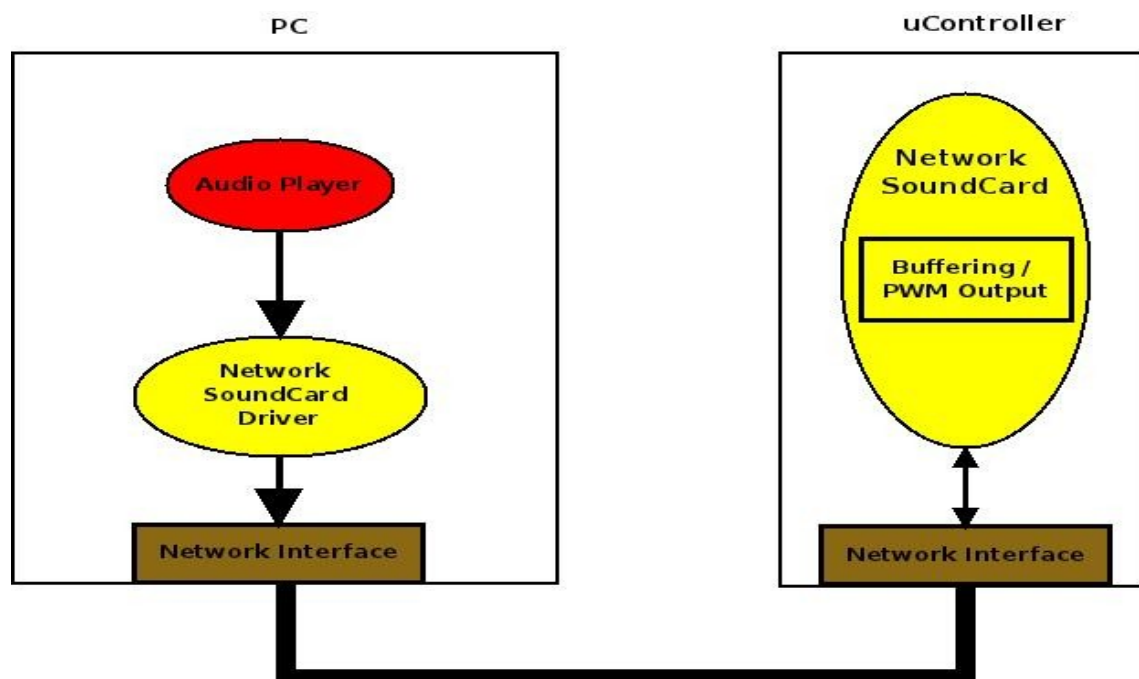 PC
uController
Audio Player
Network
SoundCard
Driver
Network Interface
Network
SoundCard
Buffering /
PWM Output
Network Interface